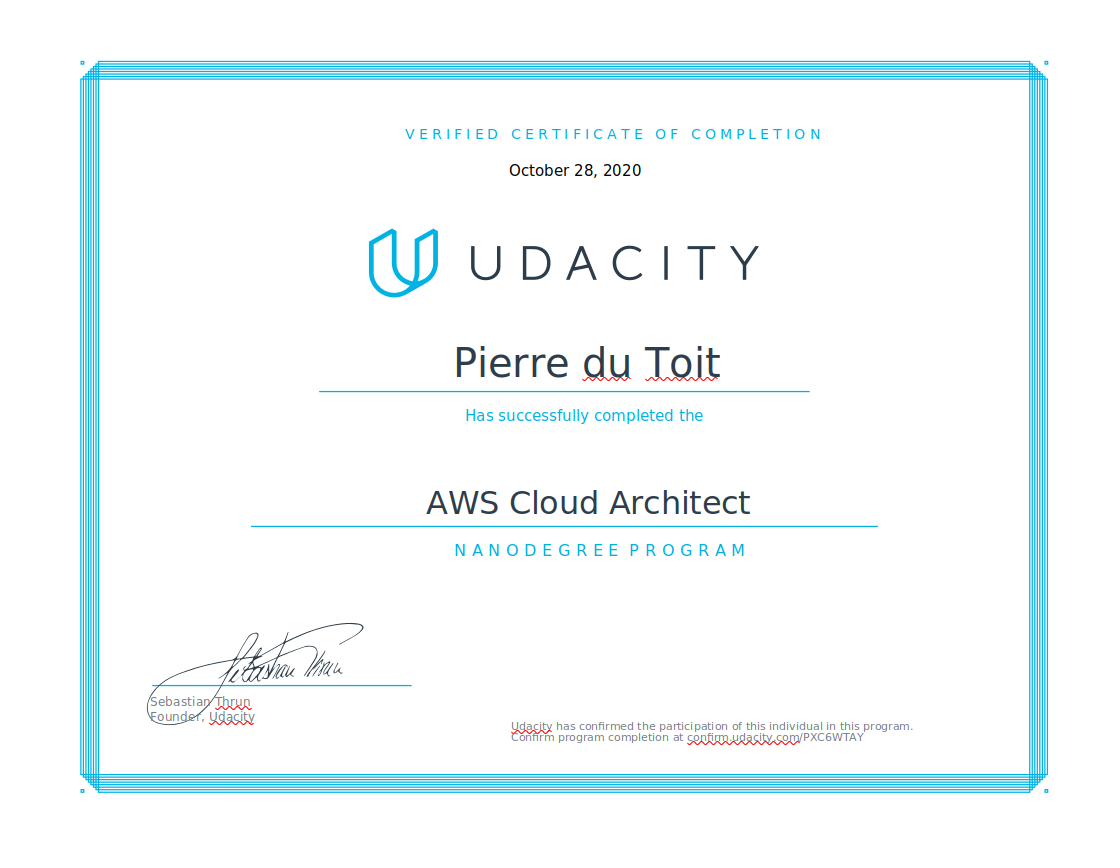 VERIFIED CERTIFICATE OF COMPLETION
October 28, 2020
UDACITY
Pierre du Toit
Has successfully completed the
AWS Cloud Architect
NANODEGREE PROGRAM
Sebastian Thrun
Sebastian Thrun
Founder, Udacity
Udacity has confirmed the participation of this individual in this program.
Confirm program completion at confirm.udacity.com/PXC6WTAY